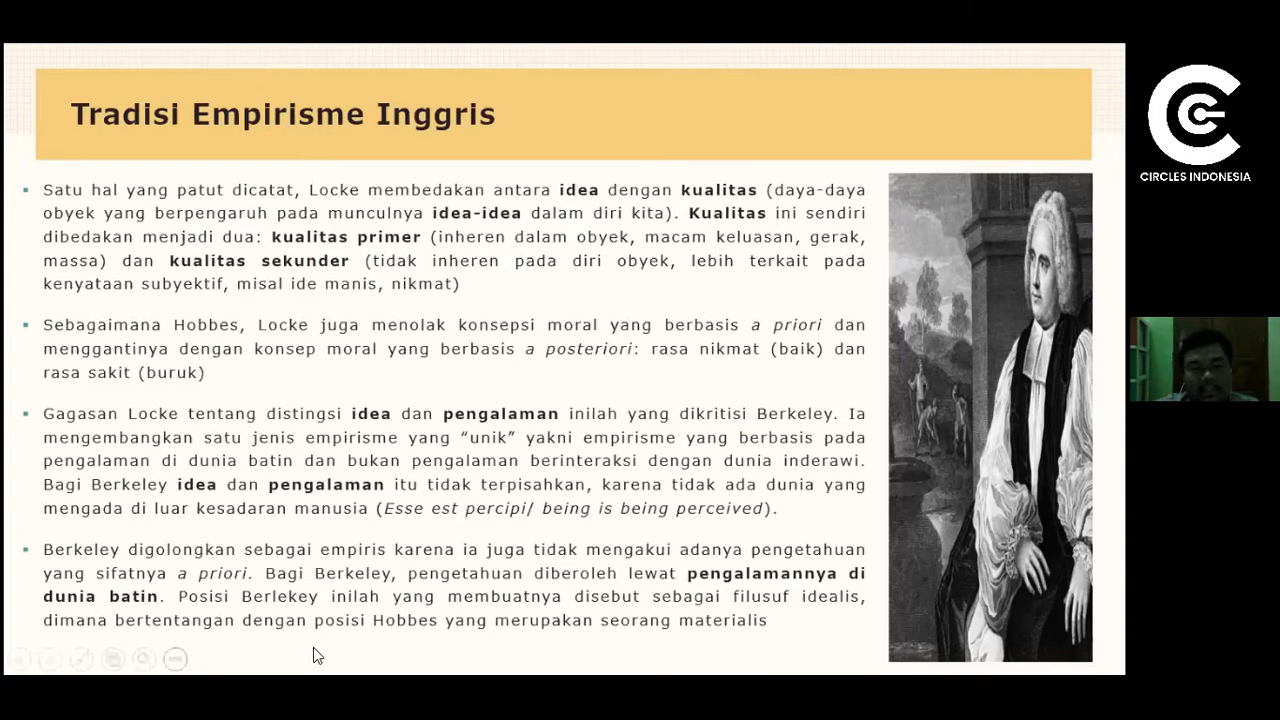 Tradisi Empirisme Inggris
Satu hal yang patut dicatat, Locke membedakan antara idea dengan kualitas (daya-daya
obyek yang berpengaruh pada munculnya idea-idea dalam diri kita). Kualitas ini sendiri
dibedakan menjadi dua: kualitas primer (inheren dalam obyek, macam keluasan, gerak,
massa) dan kualitas sekunder (tidak inheren pada diri obyek, lebih terkait pada
kenyataan subyektif, misal ide manis, nikmat)
Sebagaimana Hobbes, Locke juga menolak konsepsi moral yang berbasis a priori dan
menggantinya dengan konsep moral yang berbasis a posteriori: rasa nikmat (baik) dan
rasa sakit (buruk)
Gagasan Locke tentang distingsi idea dan pengalaman inilah yang dikritisi Berkeley. Ia
mengembangkan satu jenis empirisme yang “unik” yakni empirisme yang berbasis pada
pengalaman di dunia batin dan bukan pengalaman berinteraksi dengan dunia inderawi.
Bagi Berkeley idea dan pengalaman itu tidak terpisahkan, karena tidak ada dunia yang
mengada di luar kesadaran manusia (Esse est percipi/ being is being perceived).
Berkeley digolongkan sebagai empiris karena ia juga tidak mengakui adanya pengetahuan
yang sifatnya a priori. Bagi Berkeley, pengetahuan diberoleh lewat pengalamannya di
dunia batin. Posisi Berlekey inilah yang membuatnya disebut sebagai filusuf idealis,
dimana bertentangan dengan posisi Hobbes yang merupakan seorang materialis
CIRCLES INDONESIA